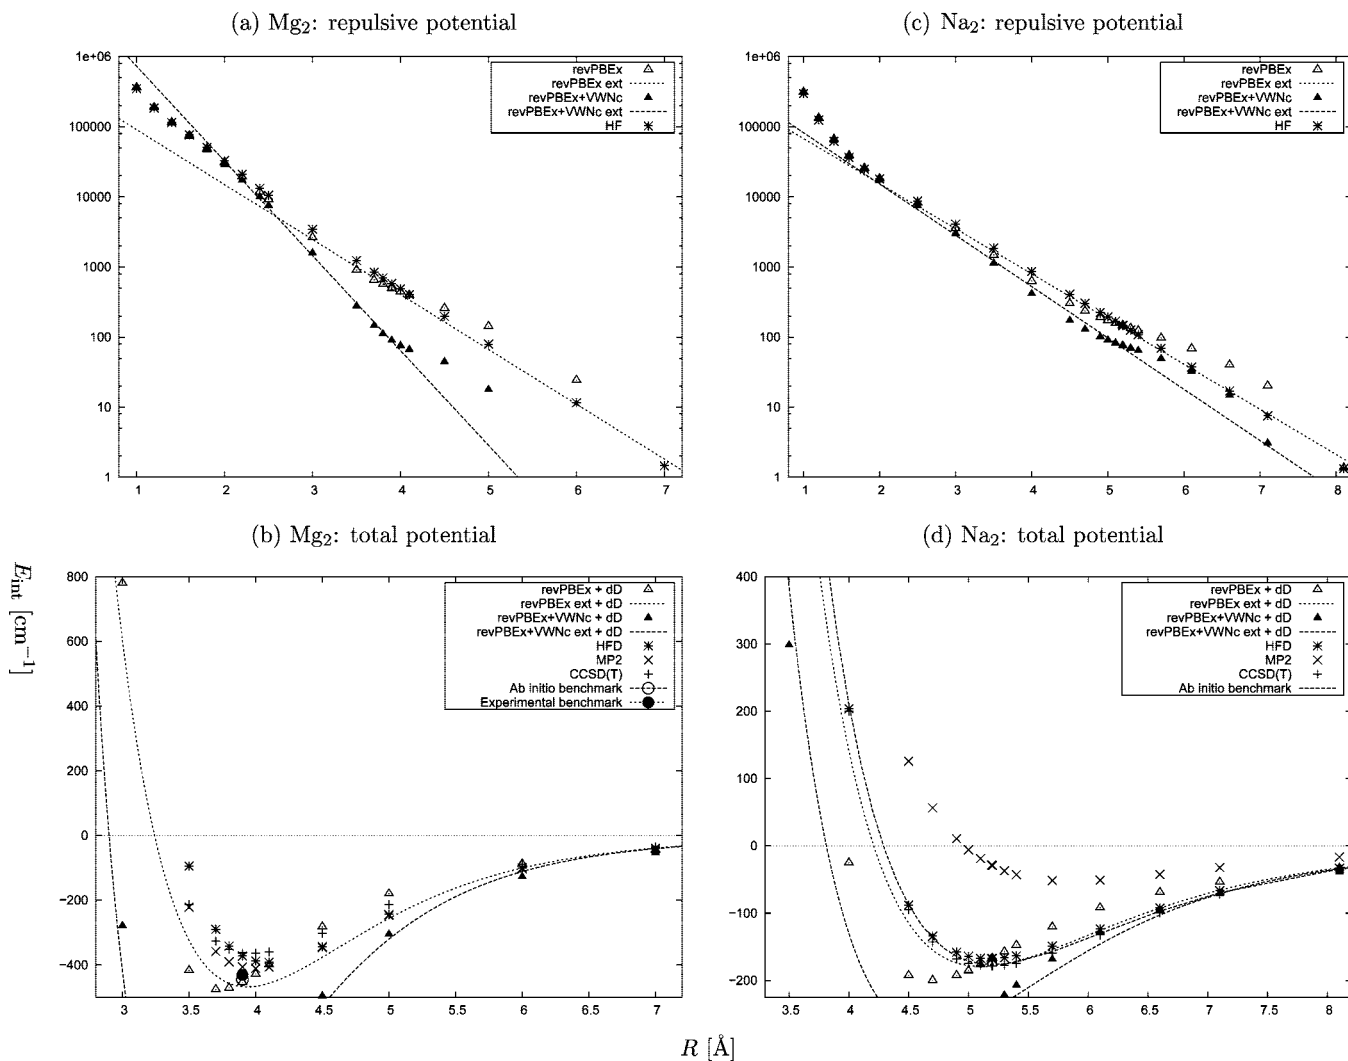 (a) Mg₂: repulsive potential
1e+06
100000
10000
1000
100
10
1
1 2 3 4 5 6 7
revPBEx
revPBEx ext
revPBEx+VWNc
revPBEx+VWNc ext
HF
(c) Na₂: repulsive potential
1e+06
100000
10000
1000
100
10
1
1 2 3 4 5 6 7 8
revPBEx
revPBEx ext
revPBEx+VWNc
revPBEx+VWNc ext
HF
(b) Mg₂: total potential
E_int [cm⁻¹]
800
600
400
200
0
-200
-400
3 3.5 4 4.5 5 5.5 6 6.5 7
revPBEx + dD
revPBEx ext + dD
revPBEx+VWNc + dD
revPBEx+VWNc ext + dD
HFD
MP2
CCSD(T)
Ab initio benchmark
Experimental benchmark
(d) Na₂: total potential
400
300
200
100
0
-100
-200
3.5 4 4.5 5 5.5 6 6.5 7 7.5 8
revPBEx + dD
revPBEx ext + dD
revPBEx+VWNc + dD
revPBEx+VWNc ext + dD
HFD
MP2
CCSD(T)
Ab initio benchmark
R [Å]